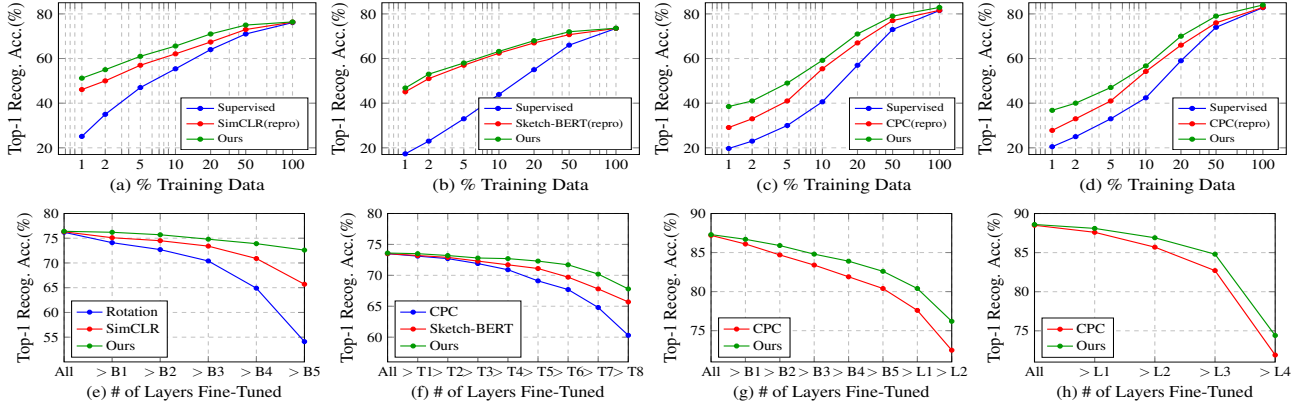 80
60
40
20
Top-1 Recog. Acc.(%)
Supervised
SimCLR(repro)
Ours
1 2 5 10 20 50 100
(a) % Training Data
80
60
40
20
Top-1 Recog. Acc.(%)
Supervised
Sketch-BERT(repro)
Ours
1 2 5 10 20 50 100
(b) % Training Data
80
60
40
20
Top-1 Recog. Acc.(%)
Supervised
CPC(repro)
Ours
1 2 5 10 20 50 100
(c) % Training Data
80
60
40
20
Top-1 Recog. Acc.(%)
Supervised
CPC(repro)
Ours
1 2 5 10 20 50 100
(d) % Training Data
80
75
70
65
60
55
Top-1 Recog. Acc.(%)
Rotation
SimCLR
Ours
All > B1 > B2 > B3 > B4 > B5
(e) # of Layers Fine-Tuned
80
75
70
65
60
Top-1 Recog. Acc.(%)
CPC
Sketch-BERT
Ours
All > T1 > T2 > T3 > T4 > T5 > T6 > T7 > T8
(f) # of Layers Fine-Tuned
90
85
80
75
Top-1 Recog. Acc.(%)
CPC
Ours
All > B1 > B2 > B3 > B4 > B5 > L1 > L2
(g) # of Layers Fine-Tuned
90
85
80
75
Top-1 Recog. Acc.(%)
CPC
Ours
All > L1 > L2 > L3 > L4
(h) # of Layers Fine-Tuned